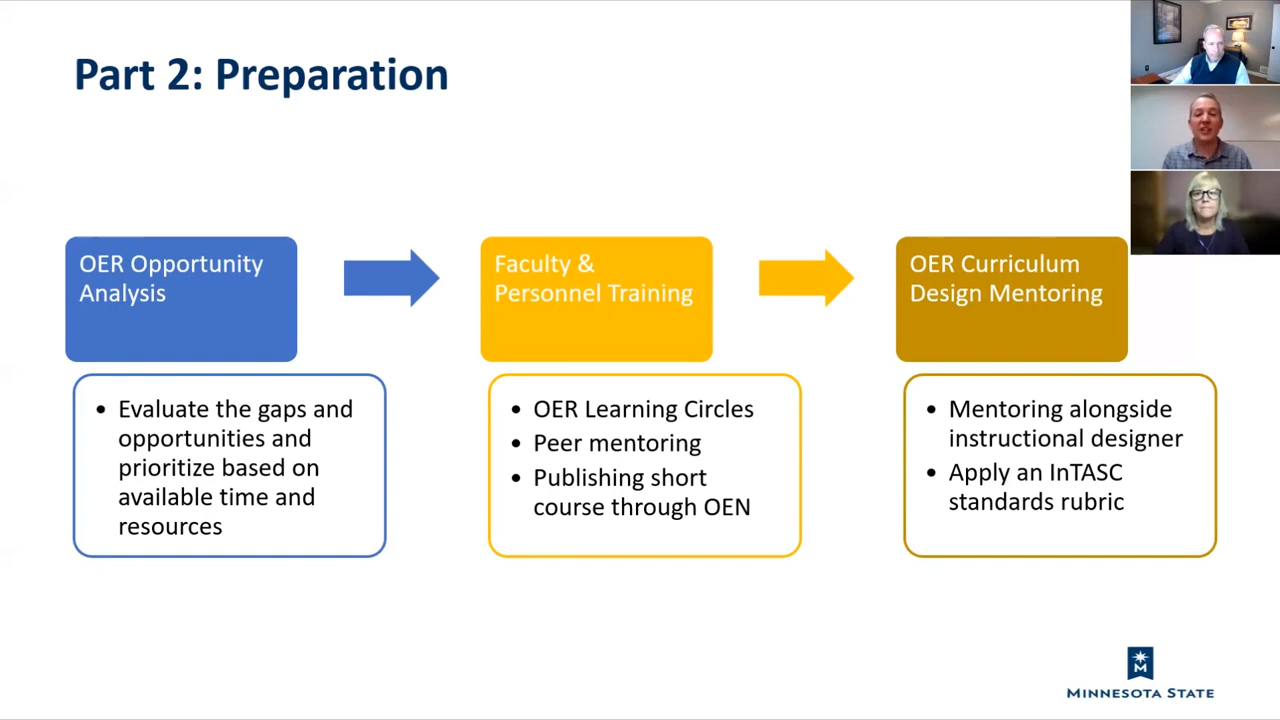 Part 2: Preparation
OER Opportunity
Analysis
• Evaluate the gaps and
opportunities and
prioritize based on
available time and
resources
Faculty &
Personnel Training
• OER Learning Circles
• Peer mentoring
• Publishing short
course through OEN
OER Curriculum
Design Mentoring
• Mentoring alongside
instructional designer
• Apply an InTASC
standards rubric
M
MINNESOTA STATE